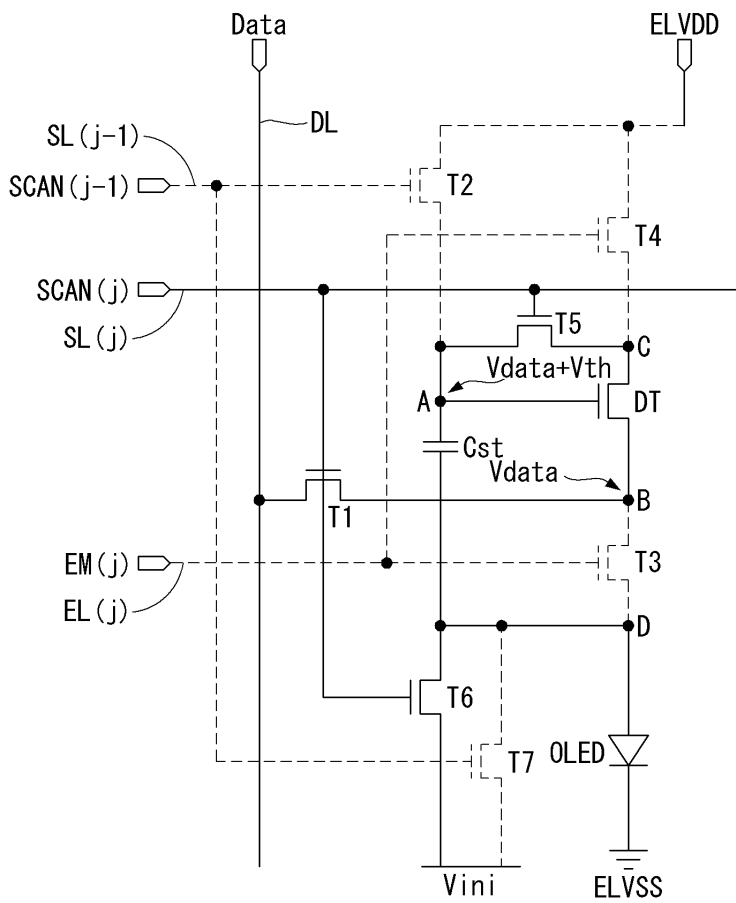 Data
ELVDD
SL(j-1)
DL
SCAN(j-1)
T2
T4
SCAN(j)
SL(j)
T5
C
Vdata+Vth
A
DT
Cst
Vdata
B
T1
EM(j)
T3
EL(j)
D
T6
OLED
T7
Vini
ELVSS